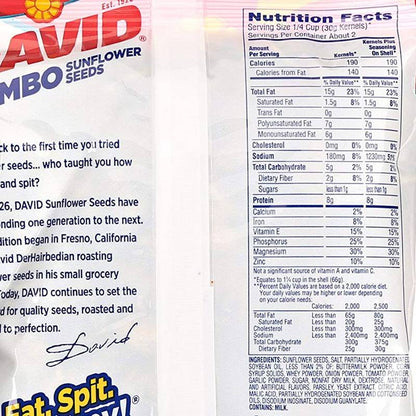 Est. 1926
DAVID®
MBO SUNFLOWER
SEEDS
ck to the first time you tried
r seeds... who taught you how
and spit?
26, DAVID Sunflower Seeds have
onding one generation to the next.
dition began in Fresno, California
vid DerHairbedian roasting
er seeds in his small grocery
Today, DAVID continues to set the
d for quality seeds, roasted and
l to perfection.
David
Eat. Spit.
Nutrition Facts
Serving Size 1/4 Cup (30g Kernels)*
Servings Per Container About 2
Amount Per Serving Kernels* Kernels Plus Seasoning On Shell*
Calories 190 190
Calories from Fat 140 140
% Daily Value** % Daily Value**
Total Fat 15g 23% 15g 23%
Saturated Fat 1.5g 8% 1.5g 8%
Trans Fat 0g 0g
Polyunsaturated Fat 7g 7g
Monounsaturated Fat 6g 6g
Cholesterol 0mg 0% 0mg 0%
Sodium 180mg 8% 1230mg 51%
Total Carbohydrate 5g 2% 5g 2%
Dietary Fiber 2g 8% 2g 8%
Sugars less than 1g less than 1g
Protein 8g 8g
Calcium 2% 2%
Iron 8% 8%
Vitamin E 15% 15%
Phosphorus 25% 25%
Magnesium 30% 30%
Zinc 10% 10%
Not a significant source of vitamin A and vitamin C.
*Equates to 1¼ cup in the shell (66g).
**Percent Daily Values are based on a 2,000 calorie diet.
Your daily values may be higher or lower depending
on your calorie needs:
Calories: 2,000 2,500
Total Fat Less than 65g 80g
Saturated Fat Less than 20g 25g
Cholesterol Less than 300mg 300mg
Sodium Less than 2,400mg 2,400mg
Total Carbohydrate 300g 375g
Dietary Fiber 25g 30g
INGREDIENTS: SUNFLOWER SEEDS, SALT, PARTIALLY HYDROGENATED
SOYBEAN OIL, LESS THAN 2% OF: BUTTERMILK POWDER, CORN
SYRUP SOLIDS, WHEY POWDER, ONION POWDER, TOMATO POWDER,
GARLIC POWDER, SUGAR, NONFAT DRY MILK, DEXTROSE, NATURAL
AND ARTIFICIAL FLAVORS, PARSLEY, YEAST EXTRACT, CITRIC ACID,
SPICES, PARTIALLY HYDROGENATED SOYBEAN AND COTTONSEED
OILS, DISODIUM INOSINATE, DISODIUM GUANYLATE.
CONTAINS: MILK.